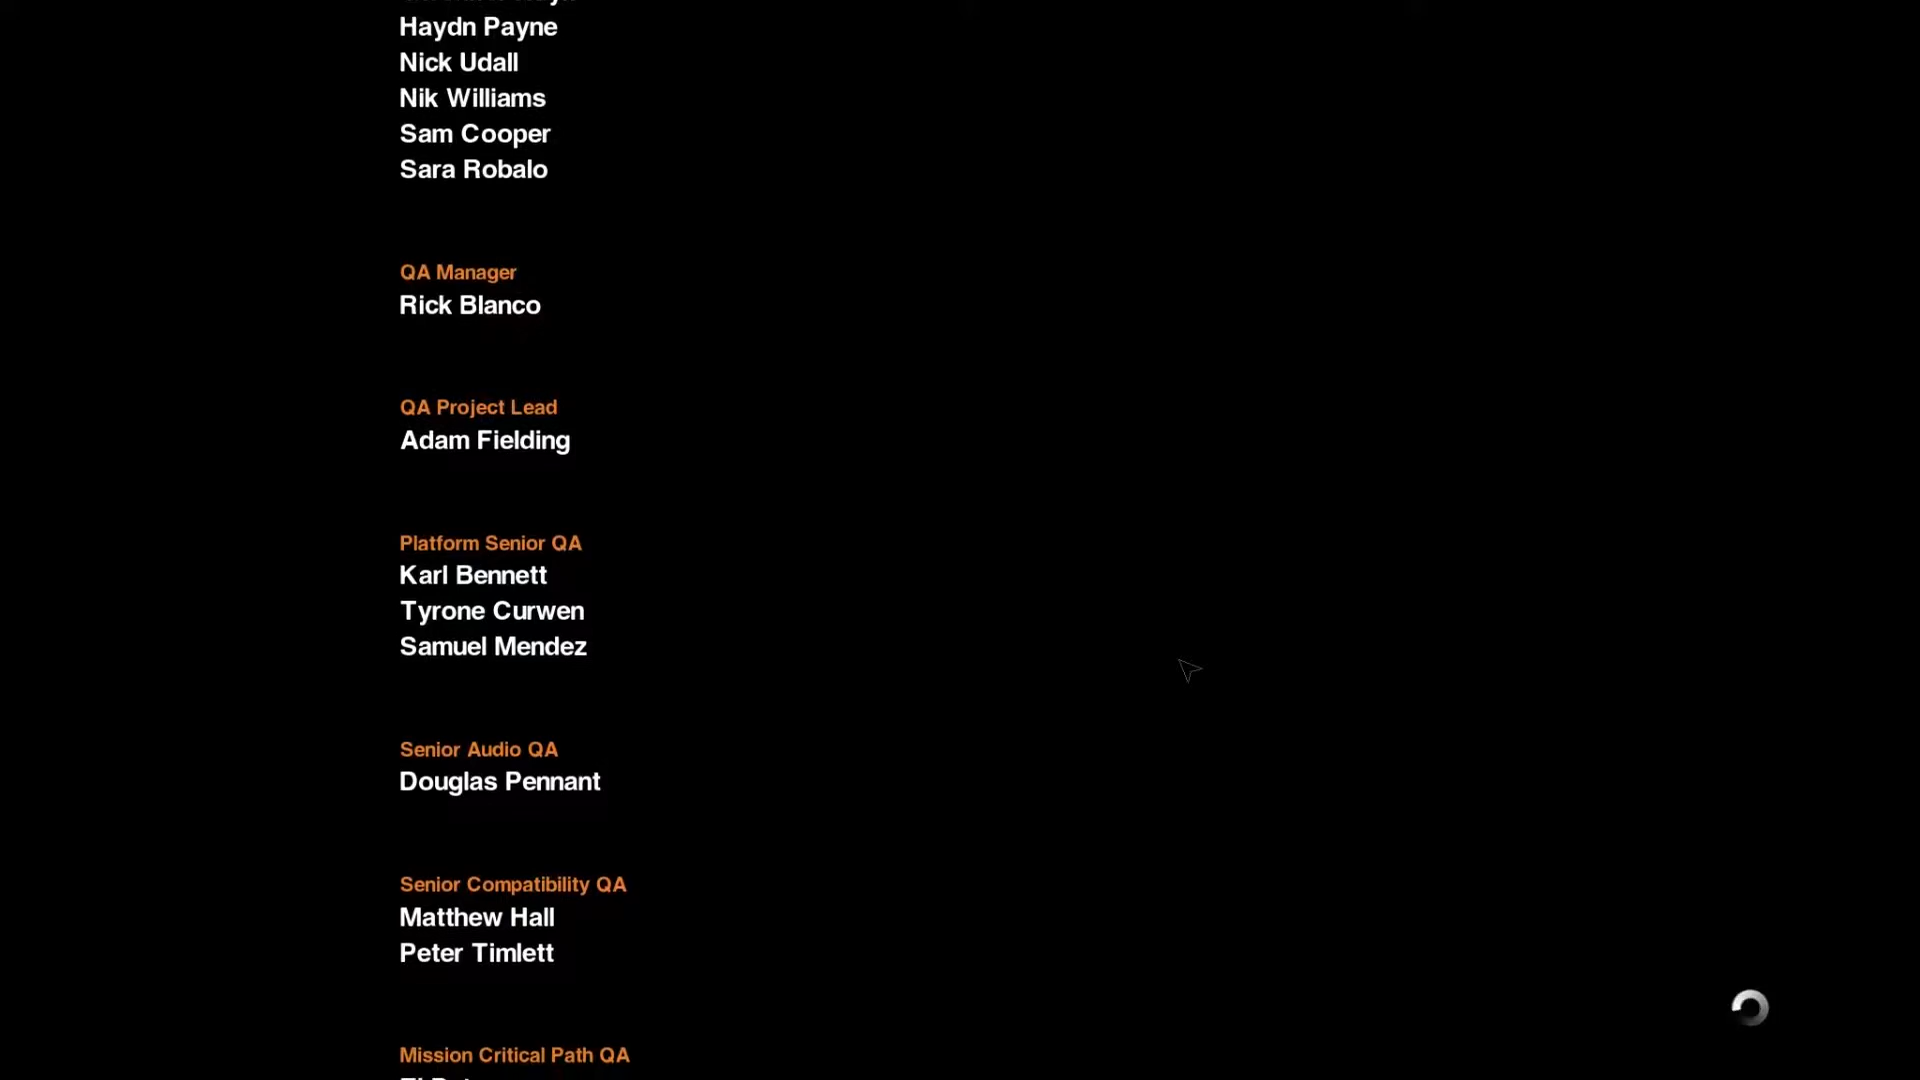 Haydn Payne
Nick Udall
Nik Williams
Sam Cooper
Sara Robalo
QA Manager
Rick Blanco
QA Project Lead
Adam Fielding
Platform Senior QA
Karl Bennett
Tyrone Curwen
Samuel Mendez
Senior Audio QA
Douglas Pennant
Senior Compatibility QA
Matthew Hall
Peter Timlett
Mission Critical Path QA